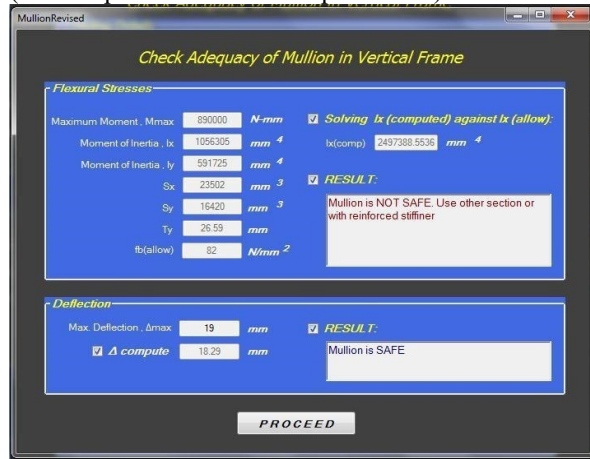 MullionRevised
Check Adequacy of Mullion in Vertical Frame
Flexural Stresses
Maximum Moment , Mmax 890000 N-mm
Moment of Inertia , Ix 1056305 mm 4
Moment of Inertia , Iy 591725 mm 4
Sx 23502 mm 3
Sy 16420 mm 3
Ty 26.59 mm
fb(allow) 82 N/mm 2
Solving Ix (computed) against Ix (allow):
Ix(comp) 2497388.5536 mm 4
RESULT:
Mullion is NOT SAFE. Use other section or
with reinforced stiffiner
Deflection
Max. Deflection , Δmax 19 mm
Δ compute 18.29 mm
RESULT:
Mullion is SAFE
PROCEED